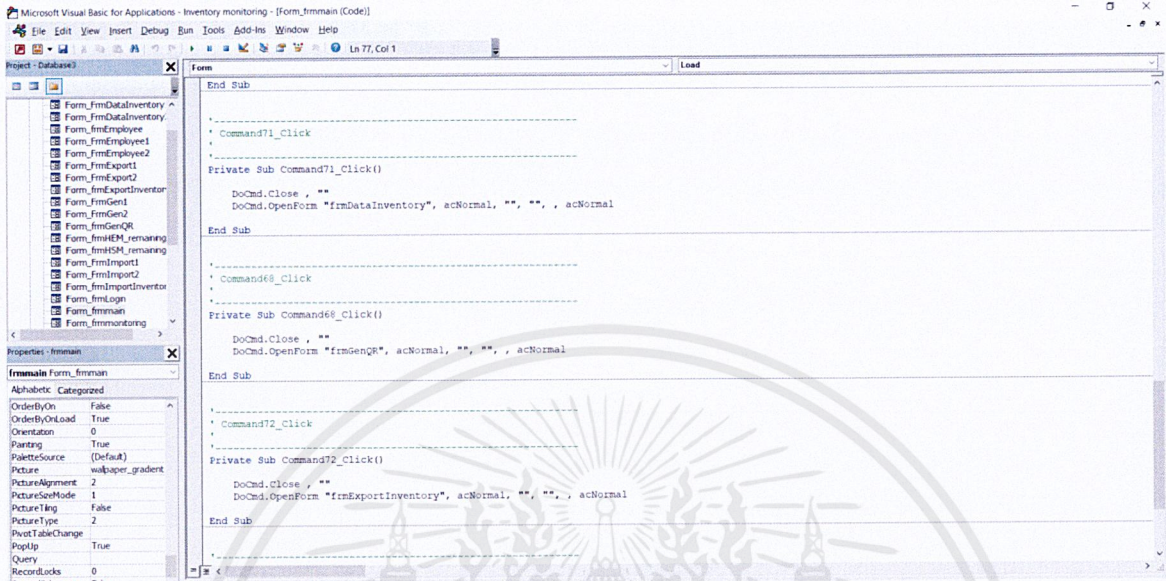 Microsoft Visual Basic for Applications - Inventory monitoring - [Form_frmmain (Code)]
File Edit View Insert Debug Run Tools Add-Ins Window Help
Ln 77, Col 1
Project - Database3
Form
Load
Form_FrmDataInventory
Form_FrmDataInventory
Form_frmEmployee
Form_FrmEmployee1
Form_FrmEmployee2
Form_FrmExport1
Form_FrmExport2
Form_frmExportInventor
Form_FrmGen1
Form_FrmGen2
Form_frmGenQR
Form_frmHEM_remaining
Form_frmHSM_remaining
Form_FrmImport1
Form_FrmImport2
Form_frmImportInventor
Form_frmLogin
Form_frmmain
Form_frmmontoring
Properties - frmmain
frmmain Form_frmmain
Alphabetic Categorized
OrderByOn False
OrderByOnLoad True
Orientation 0
Painting True
PaletteSource (Default)
Picture walpaper_gradient
PictureAlignment 2
PictureSizeMode 1
PictureTiling False
PictureType 2
PivotTableChange
PopUp True
Query
RecordLocks 0
End Sub
'------------------------------------------------------------
' Command71_Click
'
'------------------------------------------------------------
Private Sub Command71_Click()
DoCmd.Close , ""
DoCmd.OpenForm "frmDataInventory", acNormal, "", "", , acNormal
End Sub
'------------------------------------------------------------
' Command68_Click
'
'------------------------------------------------------------
Private Sub Command68_Click()
DoCmd.Close , ""
DoCmd.OpenForm "frmGenQR", acNormal, "", "", , acNormal
End Sub
'------------------------------------------------------------
' Command72_Click
'
'------------------------------------------------------------
Private Sub Command72_Click()
DoCmd.Close , ""
DoCmd.OpenForm "frmExportInventory", acNormal, "", "", , acNormal
End Sub
'------------------------------------------------------------